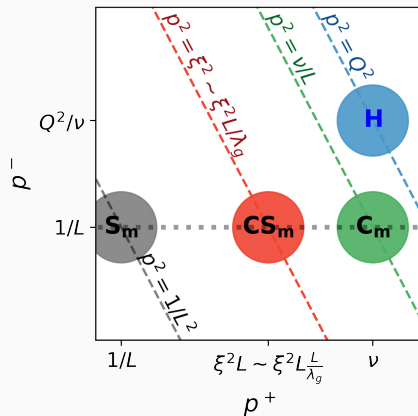 p² = ξ² ~ ξ²L/λ_g
p² = ν/L
p² = Q²
Q²/ν
H
p⁻
1/L
S_m
CS_m
C_m
p² = 1/L²
1/L
ξ²L ~ ξ²L L/λ_g
ν
p⁺